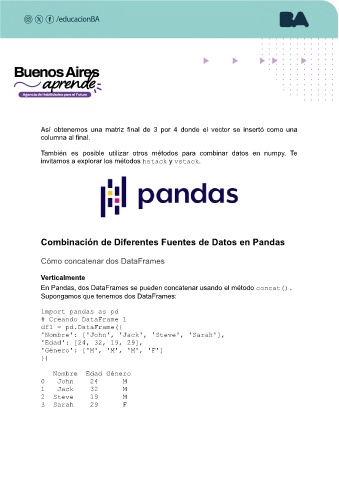 /educacionBA
BA
Buenos Aires
aprende
Agencia de Habilidades para el Futuro
Así obtenemos una matriz final de 3 por 4 donde el vector se insertó como una
columna al final.
También es posible utilizar otros métodos para combinar datos en numpy. Te
invitamos a explorar los métodos hstack y vstack.
pandas
Combinación de Diferentes Fuentes de Datos en Pandas
Cómo concatenar dos DataFrames
Verticalmente
En Pandas, dos DataFrames se pueden concatenar usando el método concat().
Supongamos que tenemos dos DataFrames:
import pandas as pd
# Creando DataFrame 1
df1 = pd.DataFrame({
'Nombre': ['John', 'Jack', 'Steve', 'Sarah'],
'Edad': [24, 32, 19, 29],
'Género': ['M', 'M', 'M', 'F']
})
Nombre Edad Género
0 John 24 M
1 Jack 32 M
2 Steve 19 M
3 Sarah 29 F